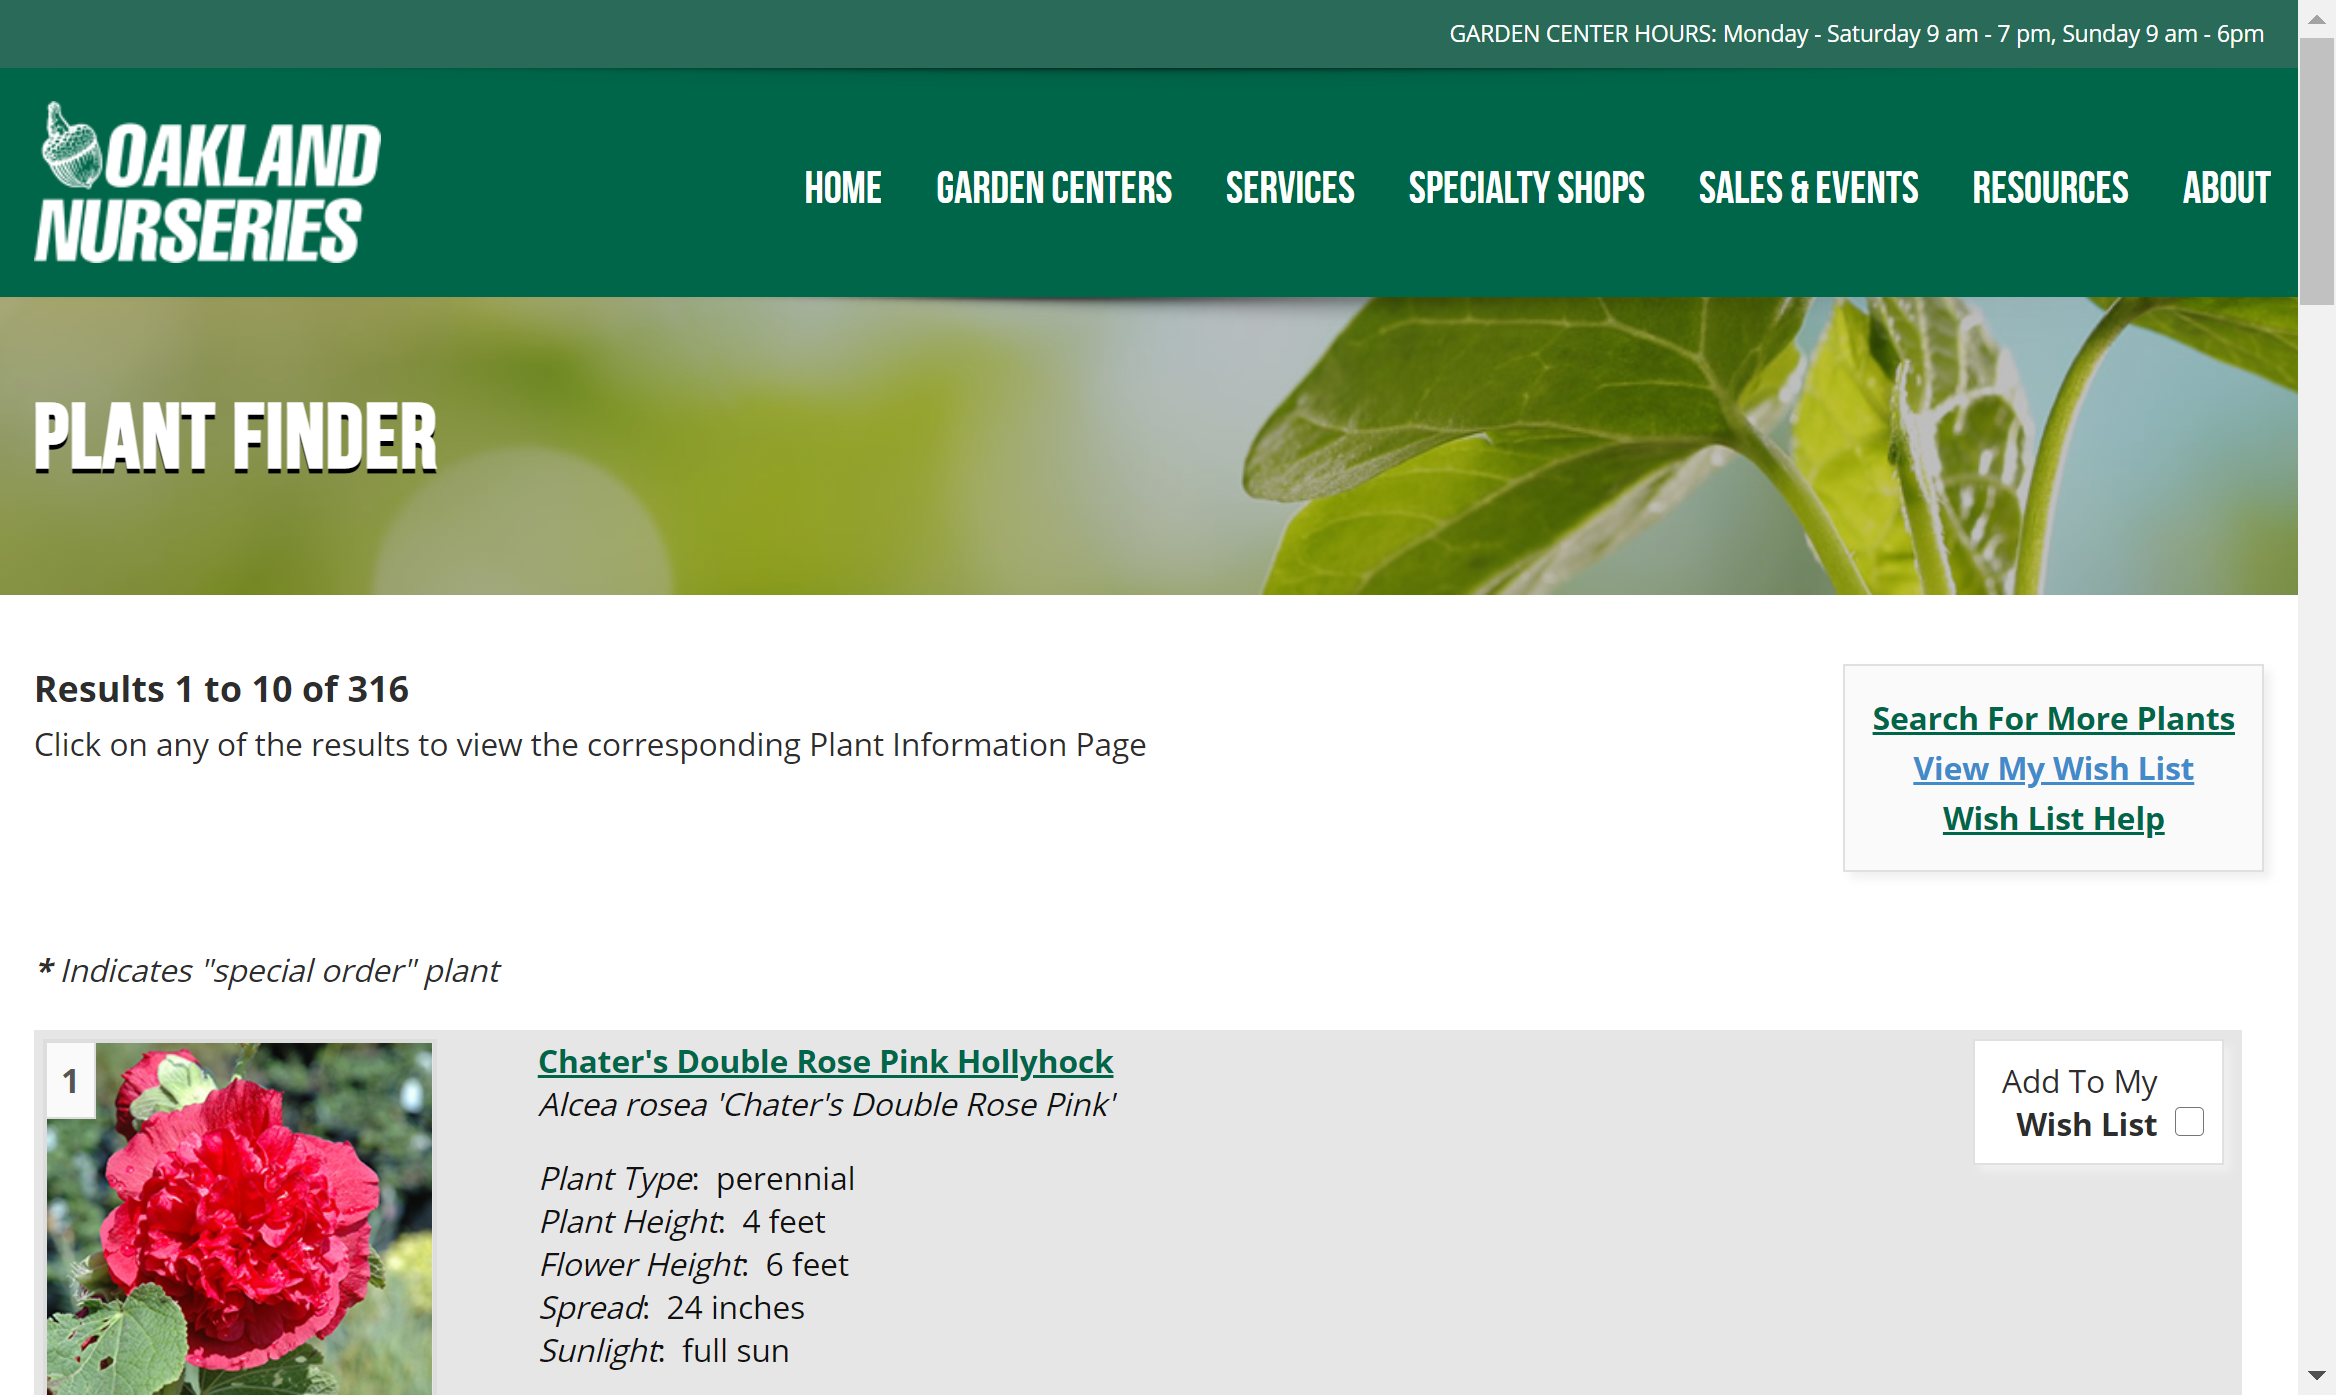 GARDEN CENTER HOURS: Monday - Saturday 9 am - 7 pm, Sunday 9 am - 6pm
OAKLAND
NURSERIES
HOME GARDEN CENTERS SERVICES SPECIALTY SHOPS SALES & EVENTS RESOURCES ABOUT
PLANT FINDER
Results 1 to 10 of 316
Click on any of the results to view the corresponding Plant Information Page
Search For More Plants
View My Wish List
Wish List Help
* Indicates "special order" plant
1
Chater's Double Rose Pink Hollyhock
Alcea rosea 'Chater's Double Rose Pink'
Plant Type: perennial
Plant Height: 4 feet
Flower Height: 6 feet
Spread: 24 inches
Sunlight: full sun
Add To My
Wish List